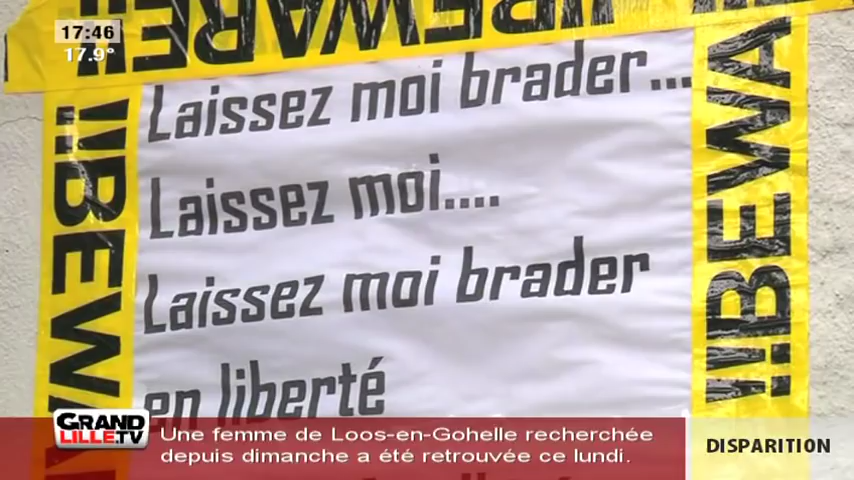 17:46
17.9°
!!BEWARE!!
Laissez moi brader...
Laissez moi....
Laissez moi brader
en liberté
!!BEWA
!!BEWA
GRAND
LILLE.TV
Une femme de Loos-en-Gohelle recherchée
depuis dimanche a été retrouvée ce lundi.
DISPARITION